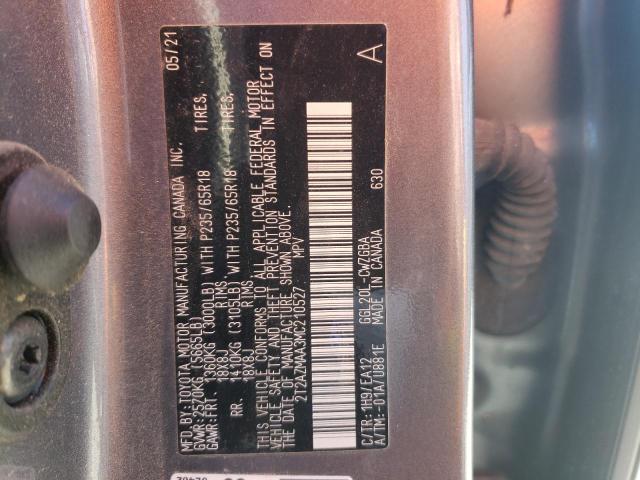 MFD.BY: TOYOTA MOTOR MANUFACTURING CANADA INC. 05/21
GVWR:2570KG (5665LB)
GAWR:FRT. 1360KG (3000LB) WITH P235/65R18 TIRES,
18X8J RIMS
RR. 1410KG (3105LB) WITH P235/65R18 TIRES,
18X8J RIMS
THIS VEHICLE CONFORMS TO ALL APPLICABLE FEDERAL MOTOR
VEHICLE SAFETY AND THEFT PREVENTION STANDARDS IN EFFECT ON
THE DATE OF MANUFACTURE SHOWN ABOVE.
2T2AZMAA3MC210527 MPV
A
C/TR:1H9/EA12 GGL20L-CWZGBA
A/TM:-01A/U881E MADE IN CANADA 630